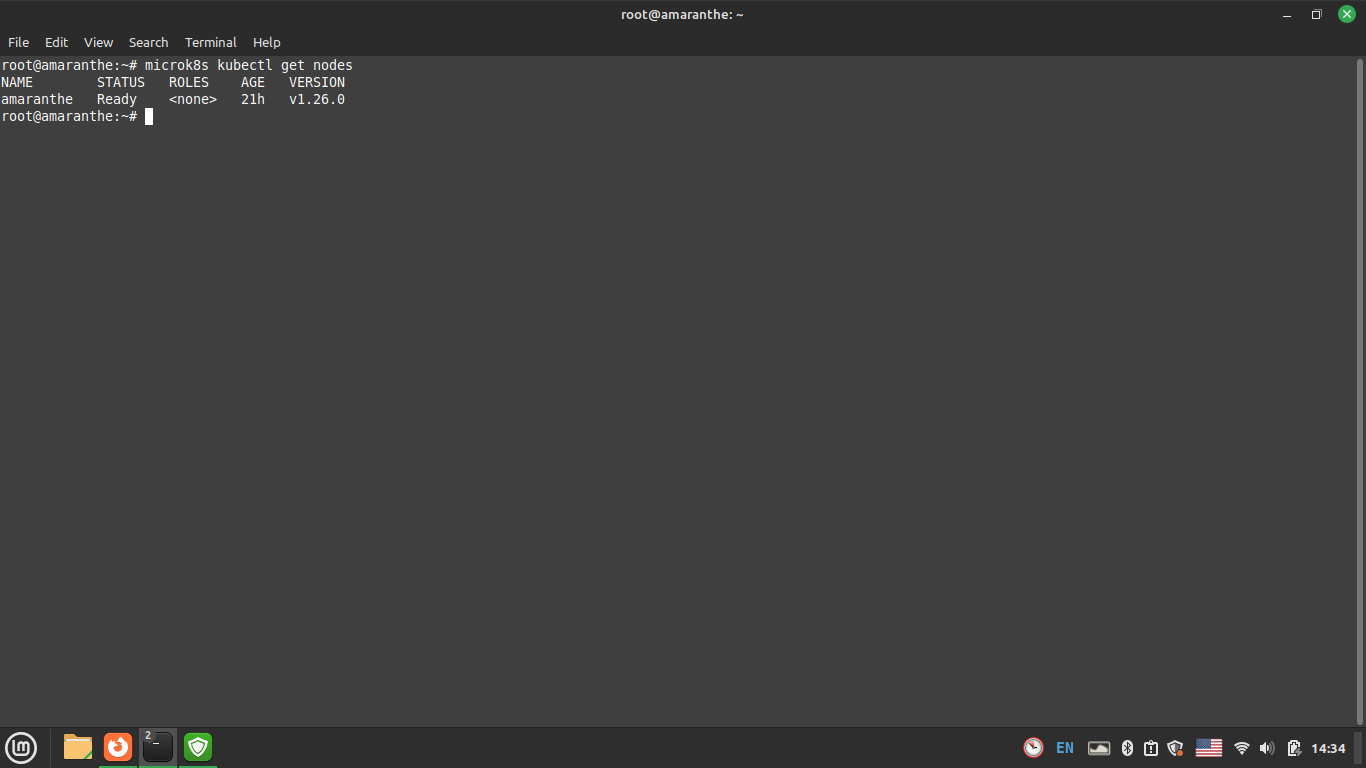 root@amaranthe: ~
File Edit View Search Terminal Help
root@amaranthe:~# microk8s kubectl get nodes
NAME        STATUS   ROLES    AGE   VERSION
amaranthe   Ready    <none>   21h   v1.26.0
root@amaranthe:~#
2
EN
14:34